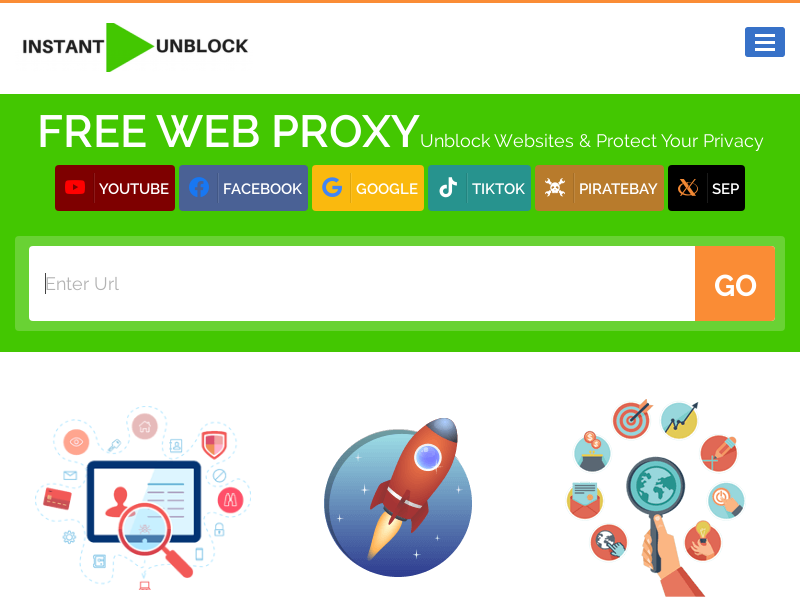 INSTANT UNBLOCK
FREE WEB PROXY Unblock Websites & Protect Your Privacy
YOUTUBE FACEBOOK GOOGLE TIKTOK PIRATEBAY SEP
Enter Url GO